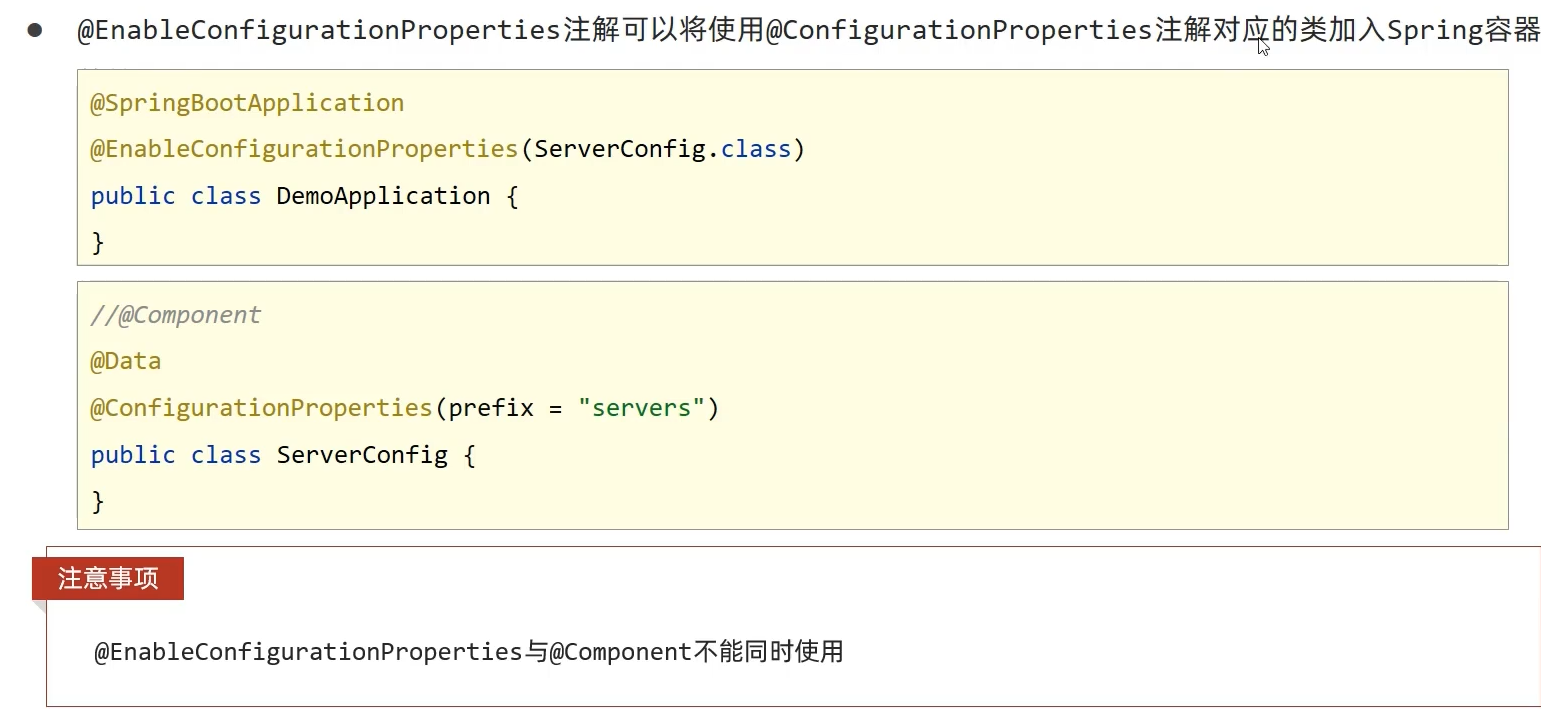 ● @EnableConfigurationProperties注解可以将使用@ConfigurationProperties注解对应的类加入Spring容器
@SpringBootApplication
@EnableConfigurationProperties(ServerConfig.class)
public class DemoApplication {
}
//@Component
@Data
@ConfigurationProperties(prefix = "servers")
public class ServerConfig {
}
注意事项
@EnableConfigurationProperties与@Component不能同时使用